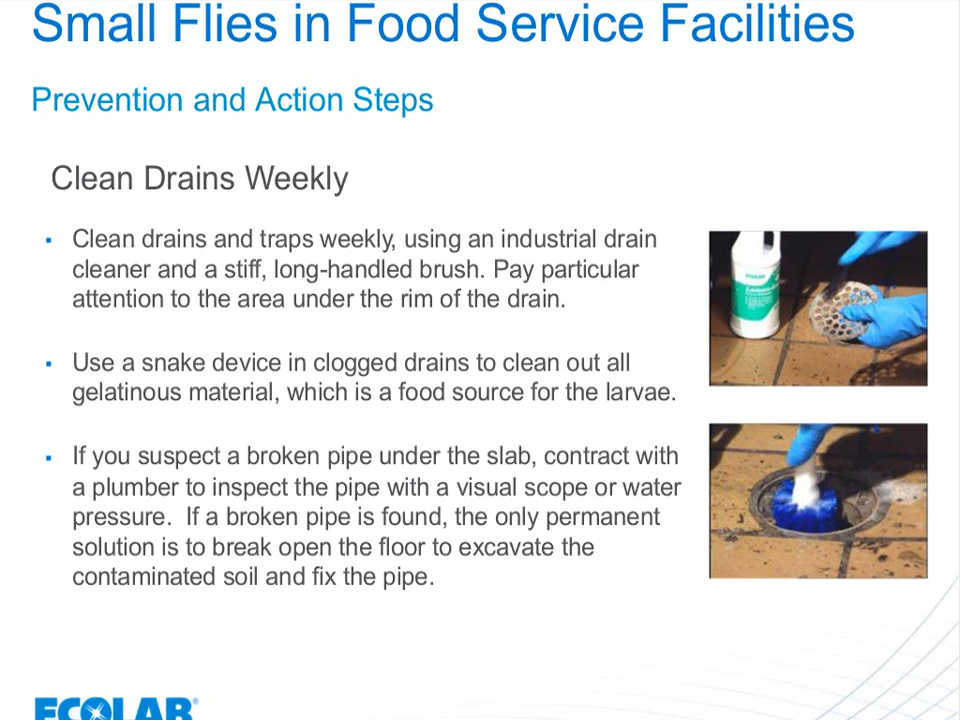 Small Flies in Food Service Facilities
Prevention and Action Steps
Clean Drains Weekly
▪ Clean drains and traps weekly, using an industrial drain
cleaner and a stiff, long-handled brush. Pay particular
attention to the area under the rim of the drain.
▪ Use a snake device in clogged drains to clean out all
gelatinous material, which is a food source for the larvae.
▪ If you suspect a broken pipe under the slab, contract with
a plumber to inspect the pipe with a visual scope or water
pressure.  If a broken pipe is found, the only permanent
solution is to break open the floor to excavate the
contaminated soil and fix the pipe.
ECOLAB®